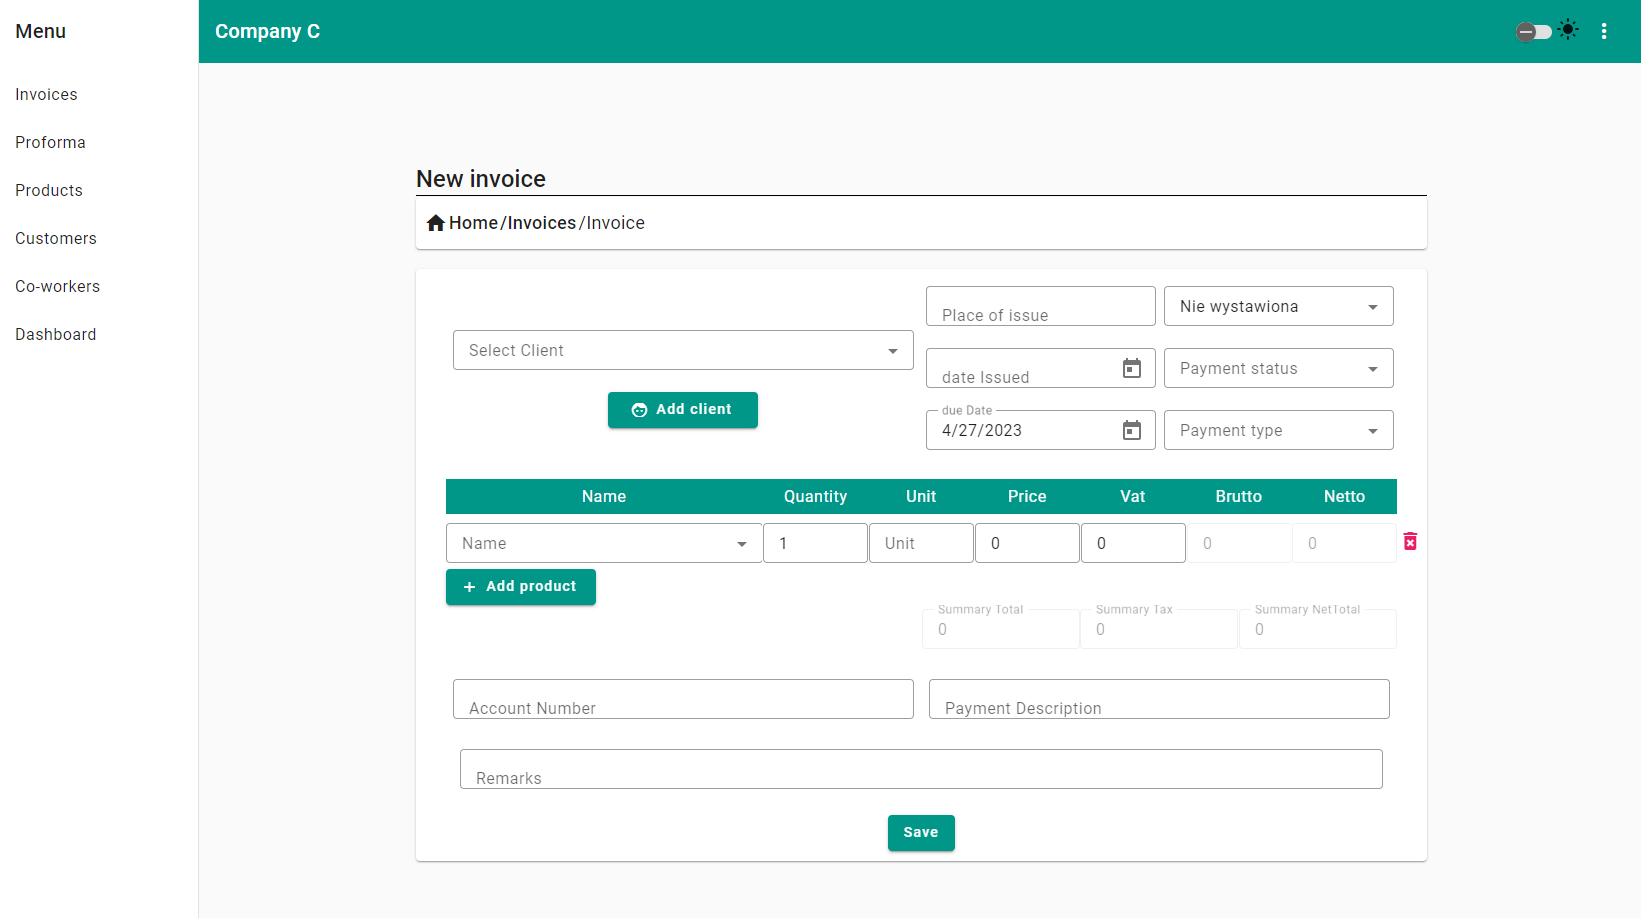 Menu
Company C
Invoices
Proforma
Products
Customers
Co-workers
Dashboard
New invoice
Home/Invoices/Invoice
Place of issue
Nie wystawiona
Select Client
date Issued
Payment status
Add client
due Date
4/27/2023
Payment type
Name Quantity Unit Price Vat Brutto Netto
Name 1 Unit 0 0 0 0
Add product
Summary Total Summary Tax Summary NetTotal
0 0 0
Account Number Payment Description
Remarks
Save